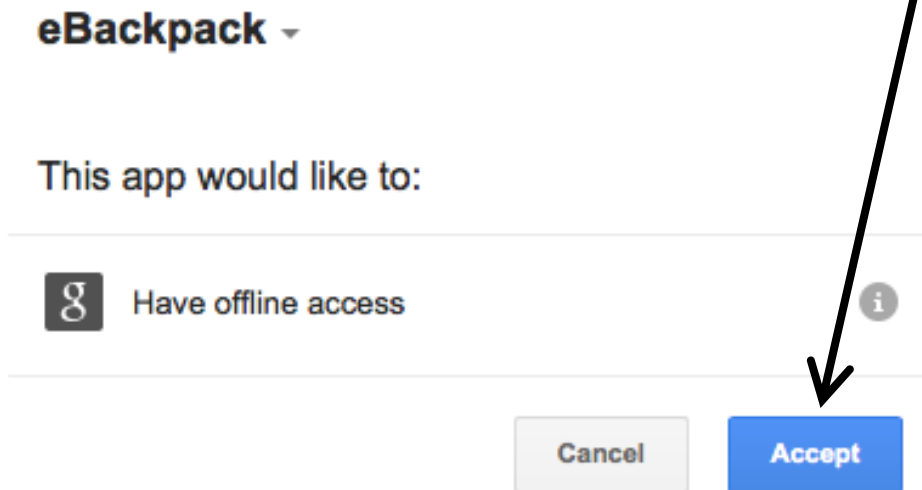 eBackpack
This app would like to:
g Have offline access i
Cancel Accept